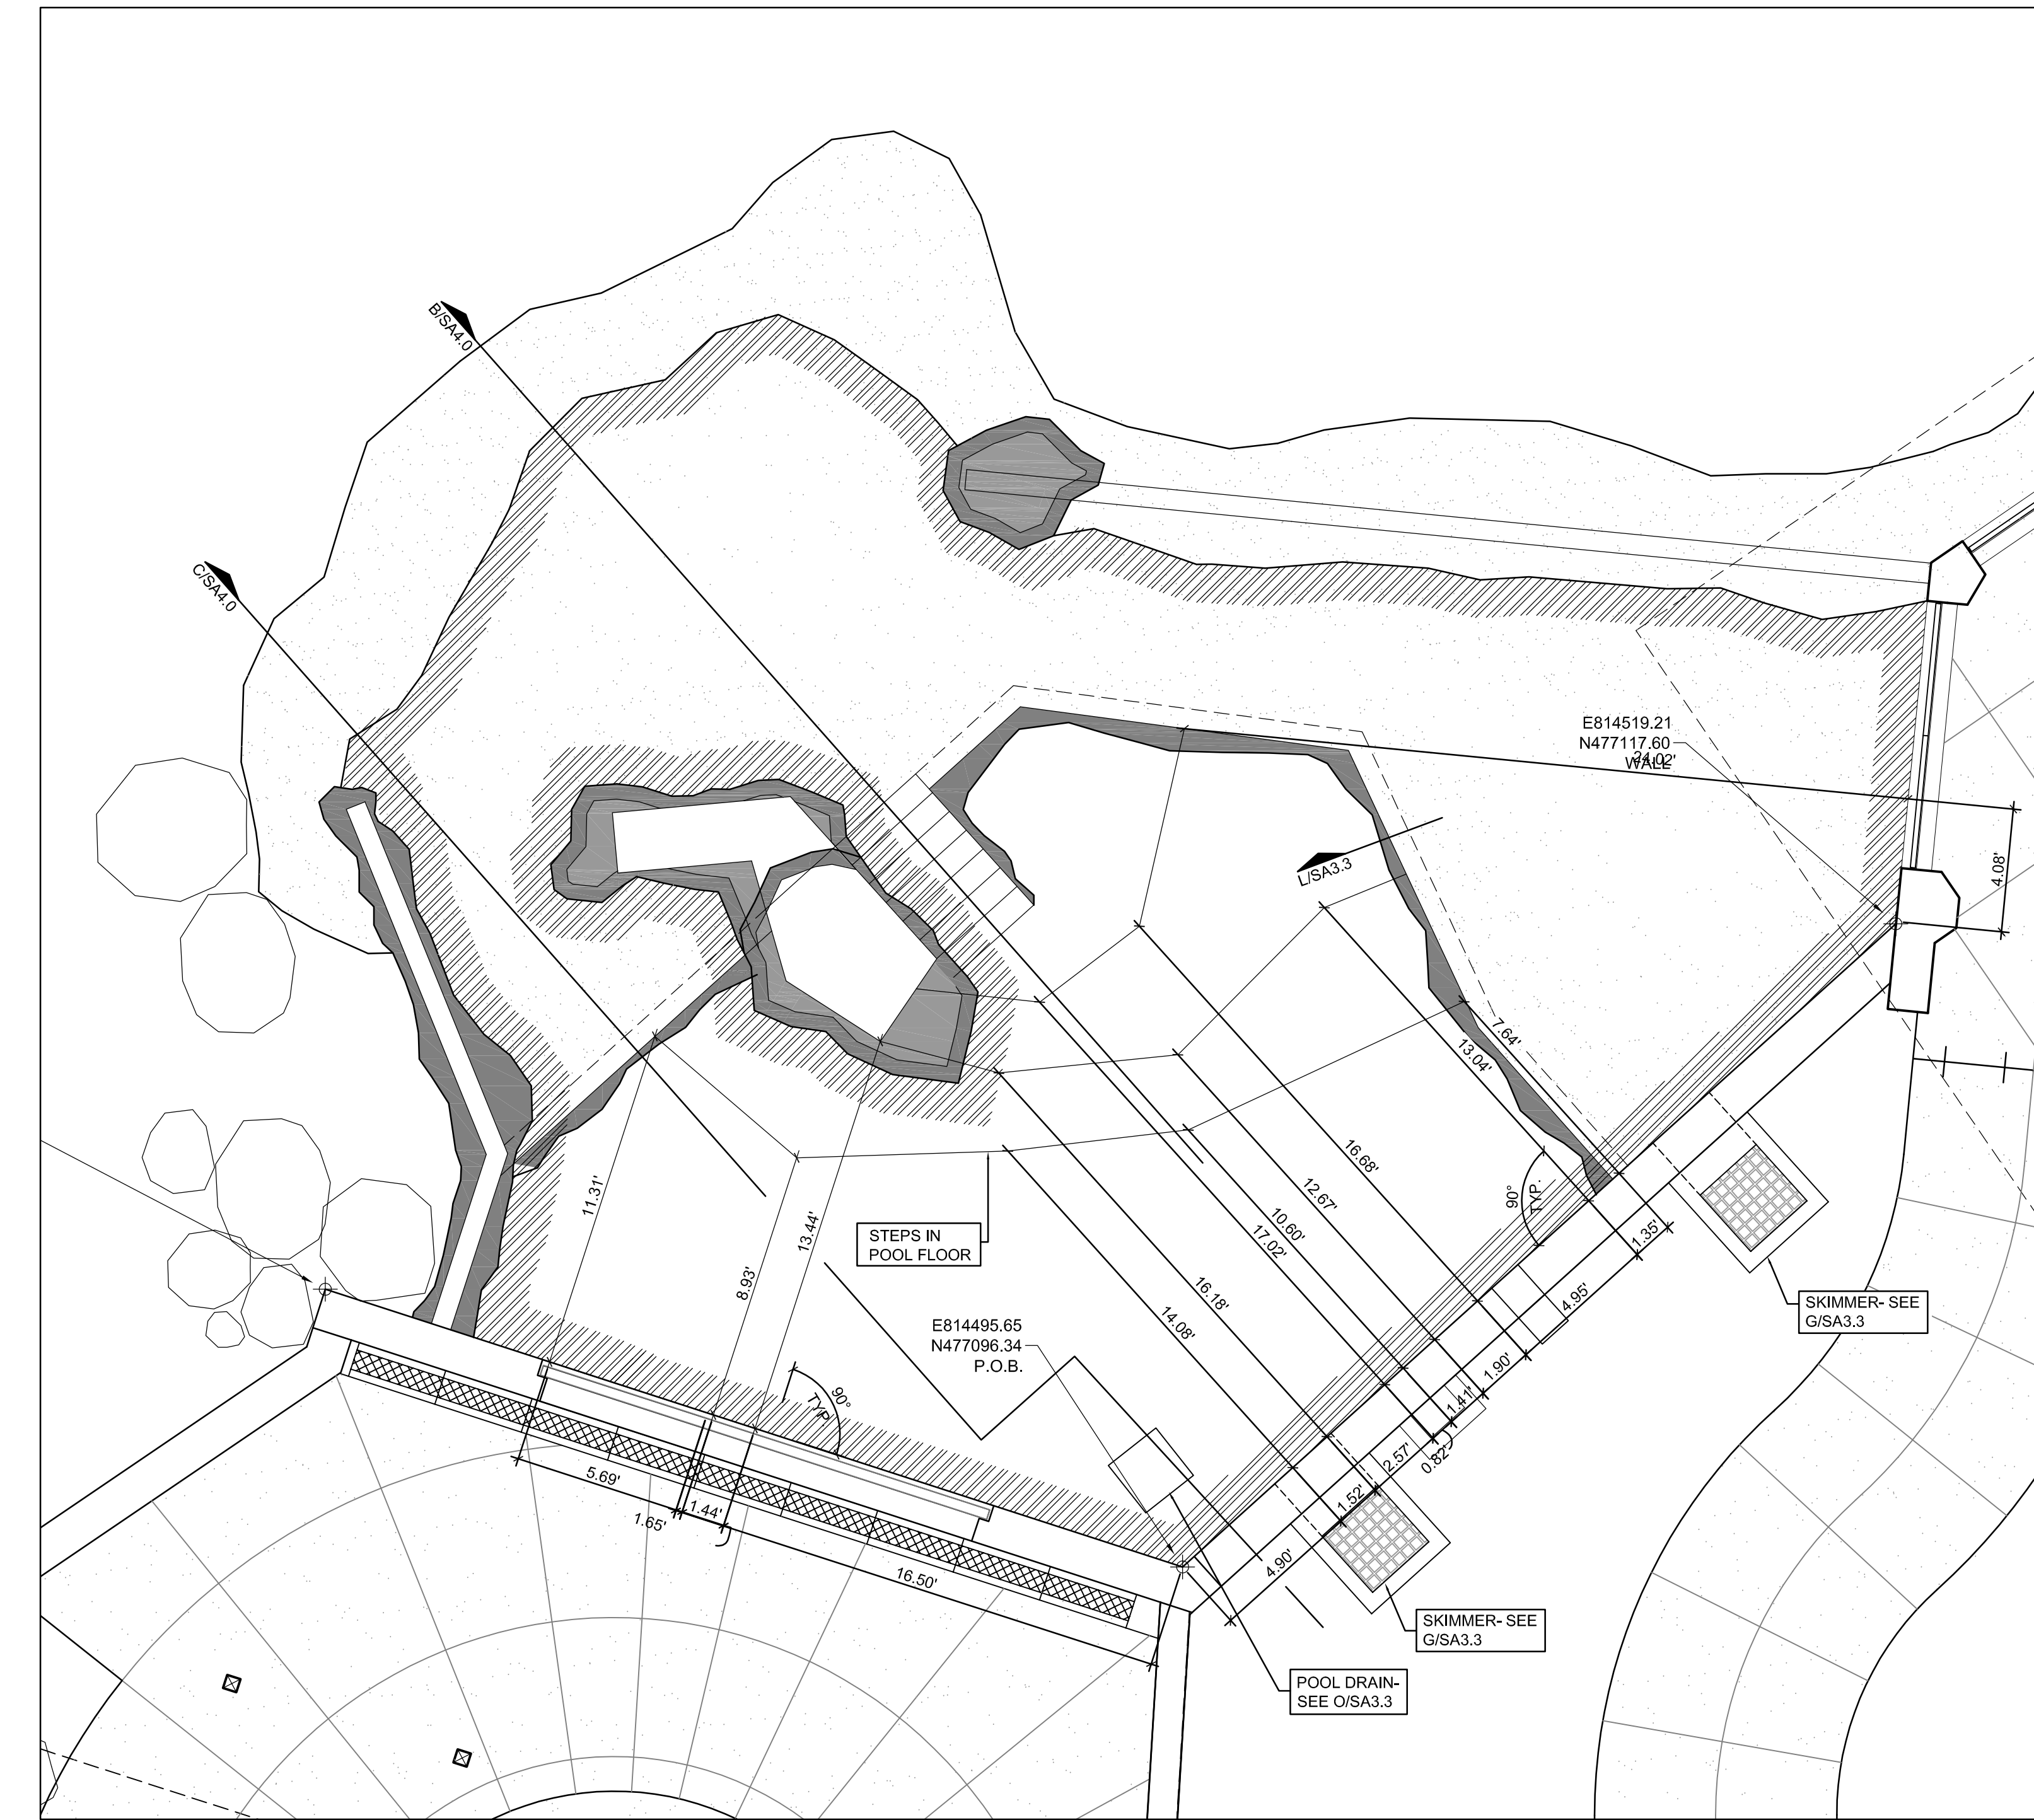 B/SA4.0
C/SA4.0
E814519.21
N477117.60
24.02'
WALL
4.08'
L/SA3.3
7.64'
13.04'
16.68'
12.67'
10.60'
17.02'
16.18'
14.08'
11.31'
8.93'
13.44'
90°
TYP.
1.35'
4.95'
1.90'
1.41'
0.82'
2.57'
1.52'
4.90'
STEPS IN
POOL FLOOR
SKIMMER- SEE
G/SA3.3
E814495.65
N477096.34
P.O.B.
90°
TYP.
5.69'
1.65'
1.44'
16.50'
SKIMMER- SEE
G/SA3.3
POOL DRAIN-
SEE O/SA3.3